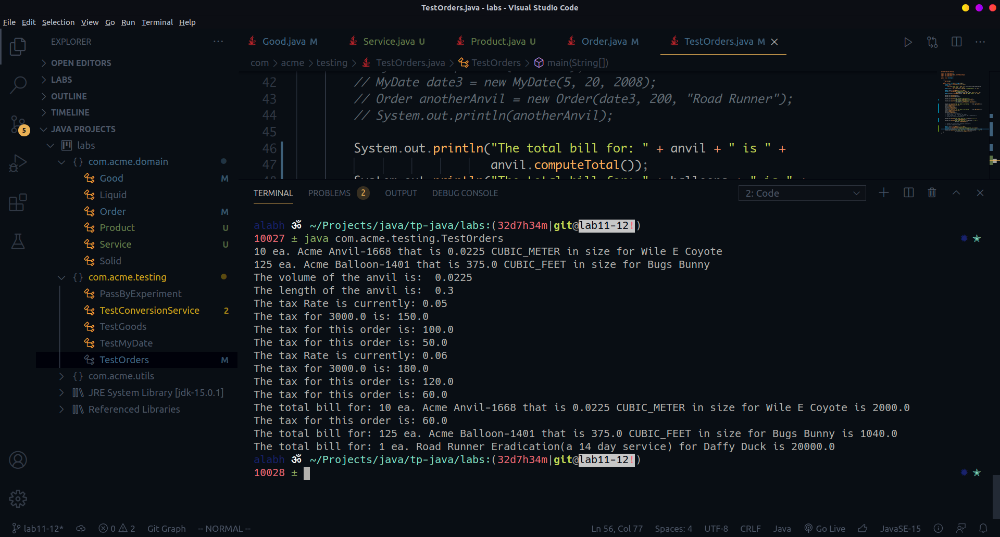 TestOrders.java - labs - Visual Studio Code
File Edit Selection View Go Run Terminal Help
EXPLORER
OPEN EDITORS
LABS
OUTLINE
TIMELINE
JAVA PROJECTS
labs
{} com.acme.domain
Good M
Liquid
Order M
Product U
Service U
Solid
{} com.acme.testing
PassByExperiment
TestConversionService 2
TestGoods
TestMyDate
TestOrders M
{} com.acme.utils
JRE System Library [jdk-15.0.1]
Referenced Libraries
5
Good.java M Service.java U Product.java U Order.java M TestOrders.java M
com > acme > testing > TestOrders.java > TestOrders > main(String[])
42 // MyDate date3 = new MyDate(5, 20, 2008);
43 // Order anotherAnvil = new Order(date3, 200, "Road Runner");
44 // System.out.println(anotherAnvil);
45
46 System.out.println("The total bill for: " + anvil + " is " +
47 anvil.computeTotal());
48 System.out.println("The total bill for: " + balloons + " is " +
TERMINAL PROBLEMS 2 OUTPUT DEBUG CONSOLE 2: Code
alabh ॐ ~/Projects/java/tp-java/labs:(32d7h34m|git@lab11-12!)
10027 ± java com.acme.testing.TestOrders
10 ea. Acme Anvil-1668 that is 0.0225 CUBIC_METER in size for Wile E Coyote
125 ea. Acme Balloon-1401 that is 375.0 CUBIC_FEET in size for Bugs Bunny
The volume of the anvil is:  0.0225
The length of the anvil is:  0.3
The tax Rate is currently: 0.05
The tax for 3000.0 is: 150.0
The tax for this order is: 100.0
The tax for this order is: 50.0
The tax Rate is currently: 0.06
The tax for 3000.0 is: 180.0
The tax for this order is: 120.0
The tax for this order is: 60.0
The total bill for: 10 ea. Acme Anvil-1668 that is 0.0225 CUBIC_METER in size for Wile E Coyote is 2000.0
The tax for this order is: 60.0
The total bill for: 125 ea. Acme Balloon-1401 that is 375.0 CUBIC_FEET in size for Bugs Bunny is 1040.0
The total bill for: 1 ea. Road Runner Eradication(a 14 day service) for Daffy Duck is 20000.0
alabh ॐ ~/Projects/java/tp-java/labs:(32d7h34m|git@lab11-12!)
10028 ±
lab11-12* 0 2 Git Graph -- NORMAL -- Ln 56, Col 77 Spaces: 4 UTF-8 CRLF Java Go Live JavaSE-15